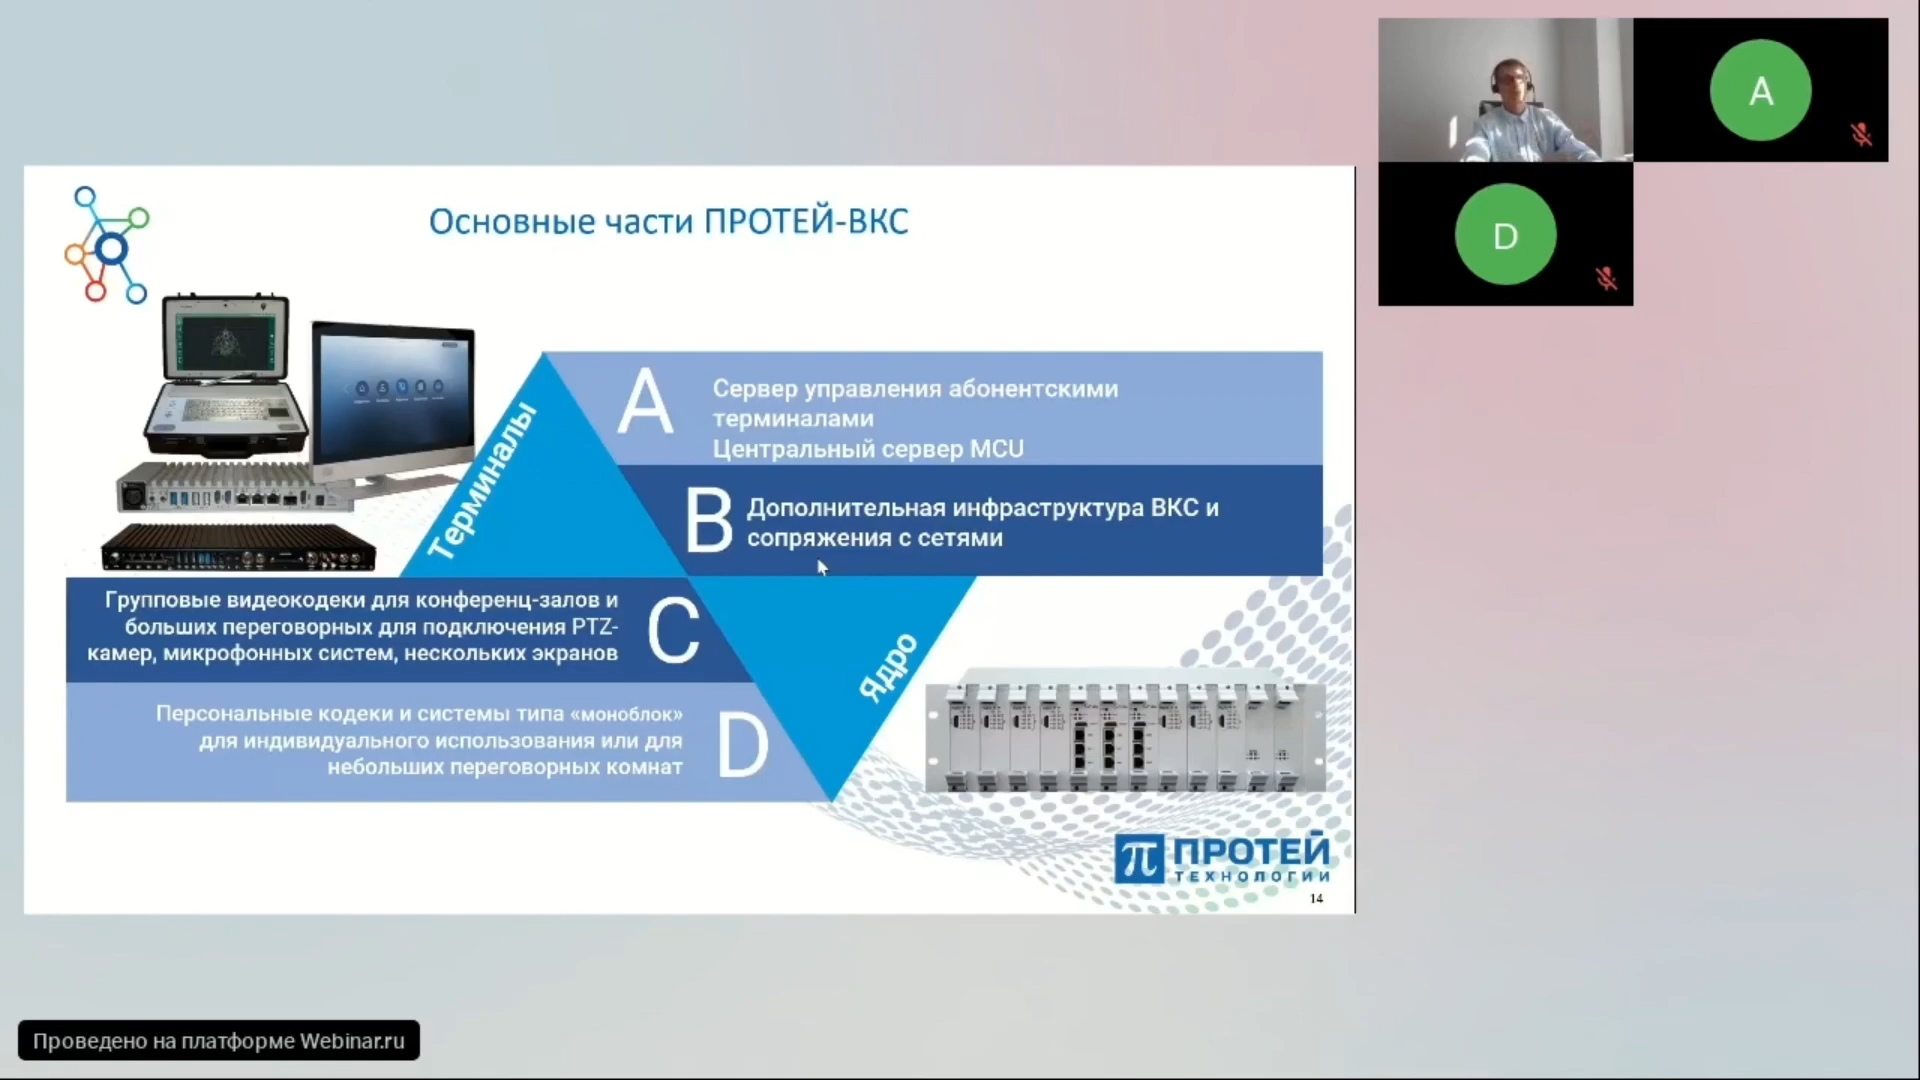 Основные части ПРОТЕЙ-ВКС
Терминалы
A
Сервер управления абонентскими
терминалами
Центральный сервер MCU
B
Дополнительная инфраструктура ВКС и
сопряжения с сетями
Групповые видеокодеки для конференц-залов и
больших переговорных для подключения PTZ-
камер, микрофонных систем, нескольких экранов
C
Ядро
Персональные кодеки и системы типа «моноблок»
для индивидуального использования или для
небольших переговорных комнат
D
π ПРОТЕЙ
ТЕХНОЛОГИИ
14
A
D
Проведено на платформе Webinar.ru